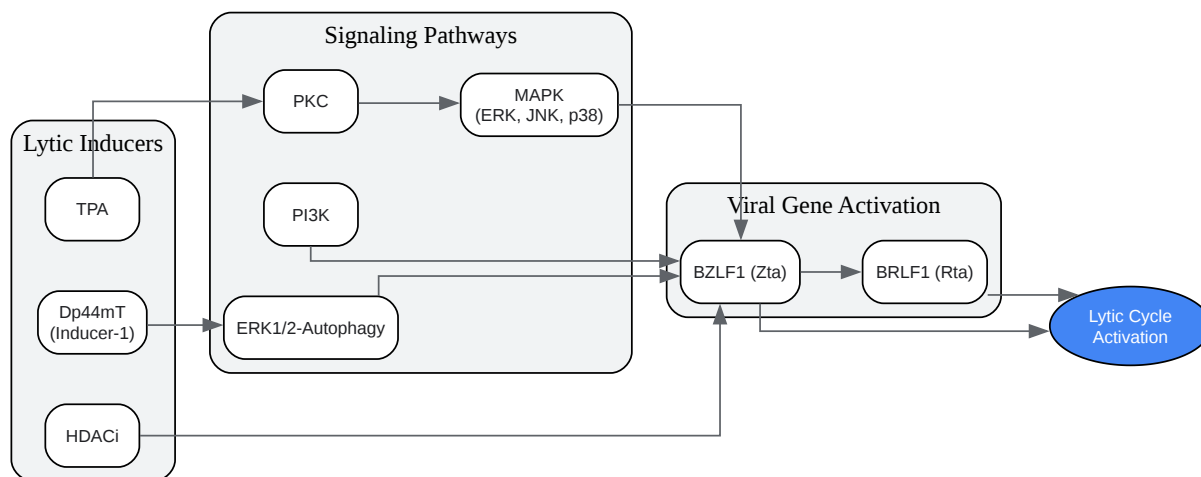 Signaling Pathways
PKC
MAPK
(ERK, JNK, p38)
Lytic Inducers
TPA
PI3K
Viral Gene Activation
BZLF1 (Zta)
BRLF1 (Rta)
Dp44mT
(Inducer-1)
ERK1/2-Autophagy
Lytic Cycle
Activation
HDACi